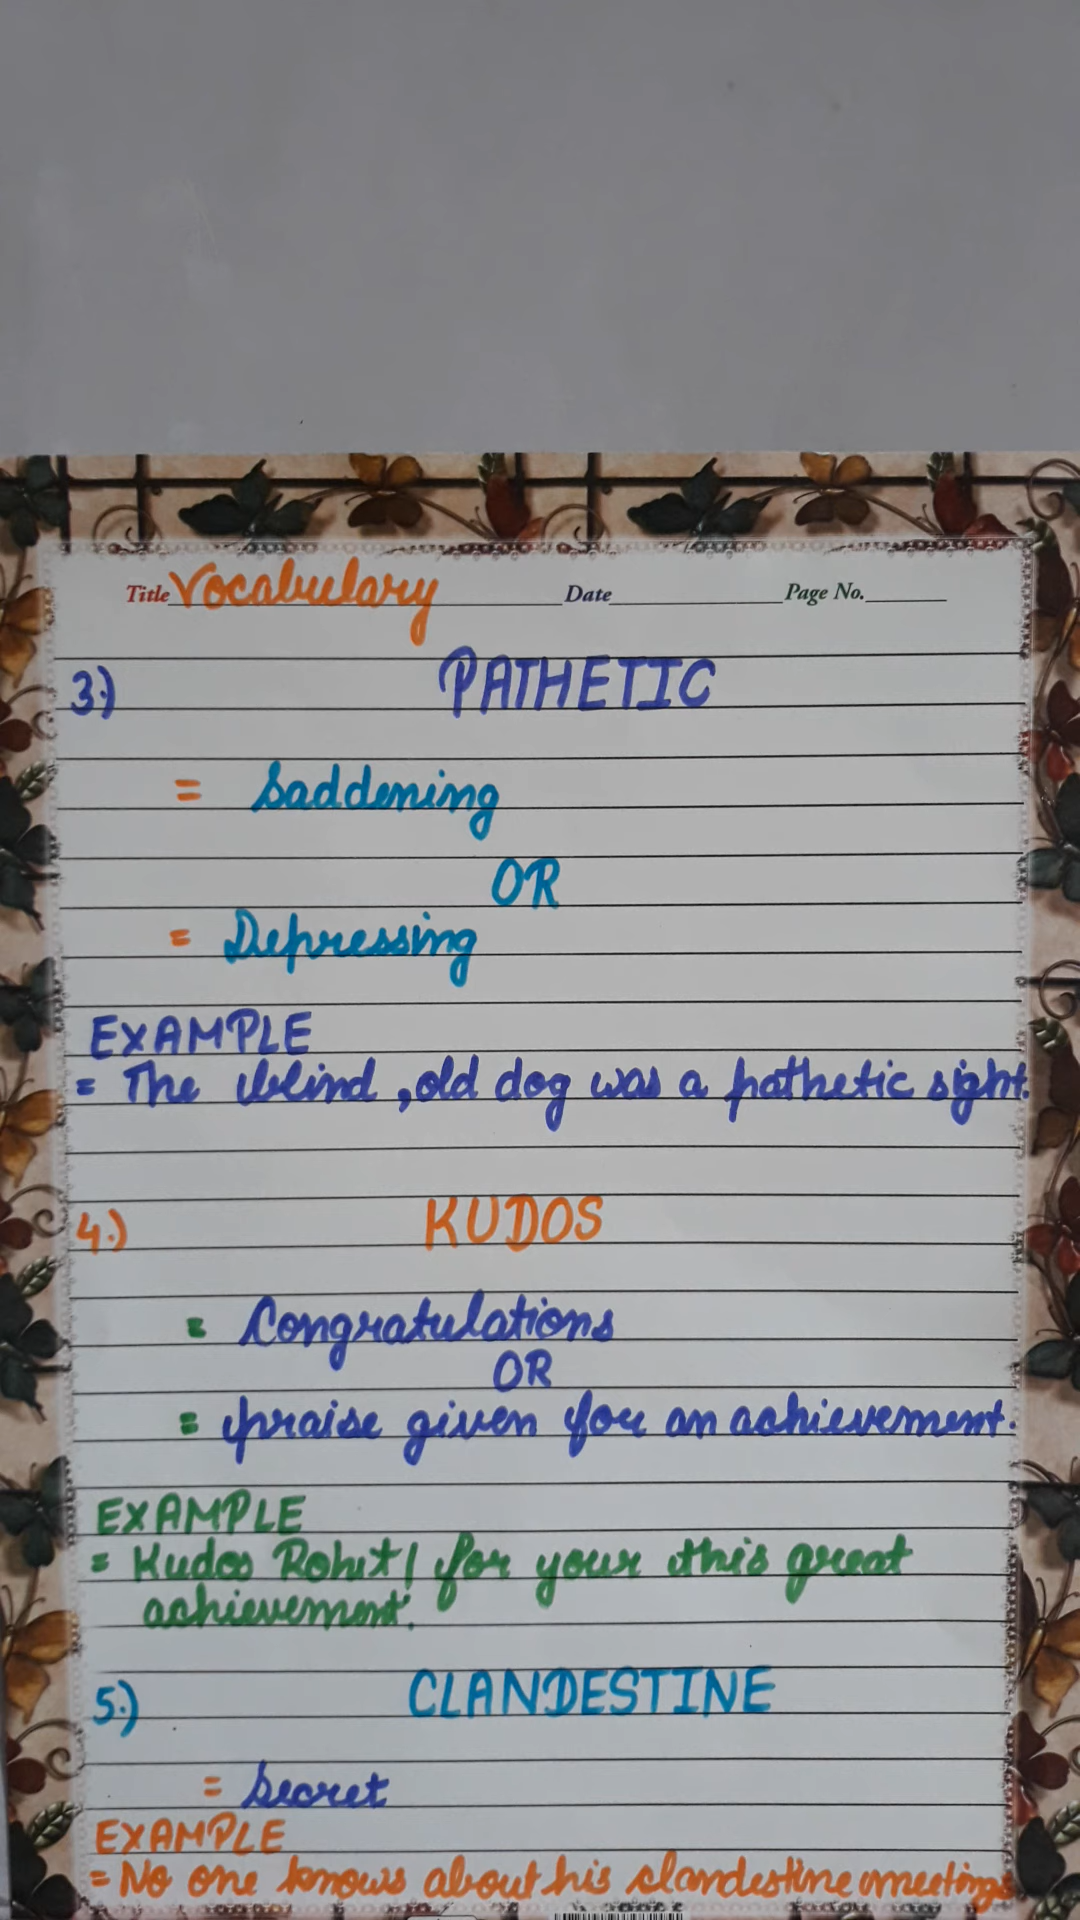 Title Vocabulary Date Page No.
3.) PATHETIC
= Saddening
OR
= Depressing
EXAMPLE
= The blind, old dog was a pathetic sight.
4.) KUDOS
= Congratulations
OR
= praise given for an achievement.
EXAMPLE
= Kudos Rohit! for your this great
achievement.
5.) CLANDESTINE
= Secret
EXAMPLE
= No one knows about his clandestine meetings